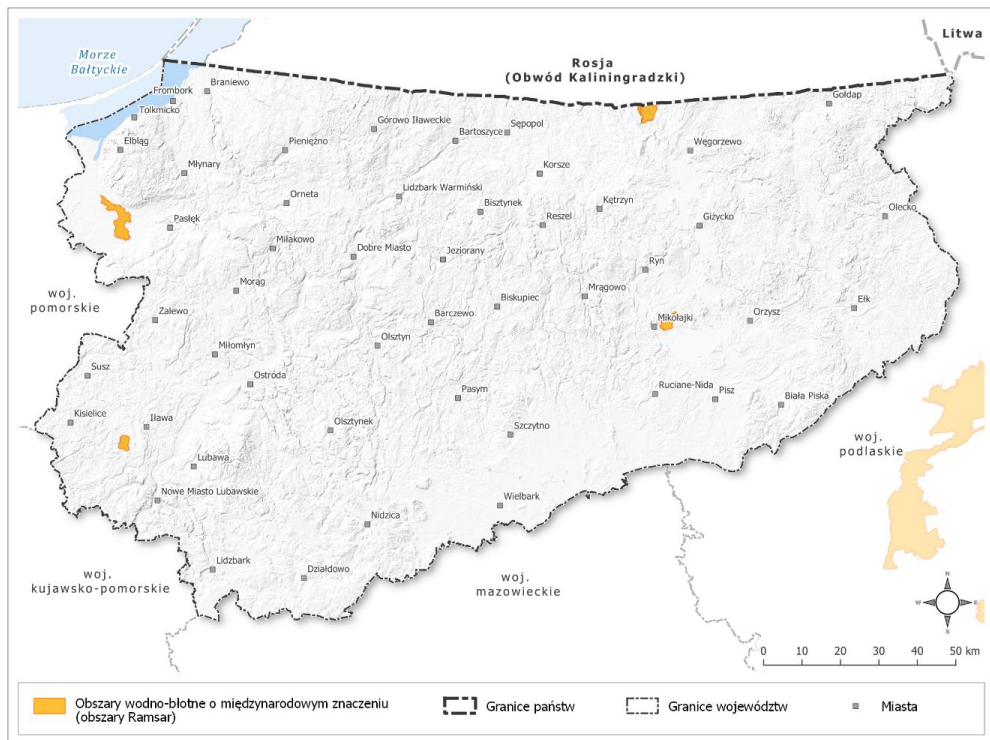 Litwa
Morze
Bałtyckie
Rosja
(Obwód Kaliningradzki)
Braniewo
Frombork
Gołdap
Tolkmicko
Górowo Iławeckie
Sępopol
Bartoszyce
Elbląg
Pieniężno
Węgorzewo
Młynary
Korsze
Lidzbark Warmiński
Orneta
Bisztynek
Kętrzyn
Olecko
Pasłęk
Reszel
Giżycko
Miłakowo
Dobre Miasto
Jeziorany
Ryn
Morąg
Mrągowo
woj.
pomorskie
Biskupiec
Ełk
Zalewo
Barczewo
Mikołajki
Orzysz
Olsztyn
Miłomłyn
Susz
Ostróda
Pasym
Ruciane-Nida
Pisz
Biała Piska
Kisielice
Iława
Olsztynek
Szczytno
woj.
podlaskie
Lubawa
Nowe Miasto Lubawskie
Wielbark
Nidzica
Lidzbark
Działdowo
woj.
kujawsko-pomorskie
woj.
mazowieckie
N
W E
S
0 10 20 30 40 50 km
Obszary wodno-błotne o międzynarodowym znaczeniu
(obszary Ramsar)
Granice państw
Granice województw
Miasta